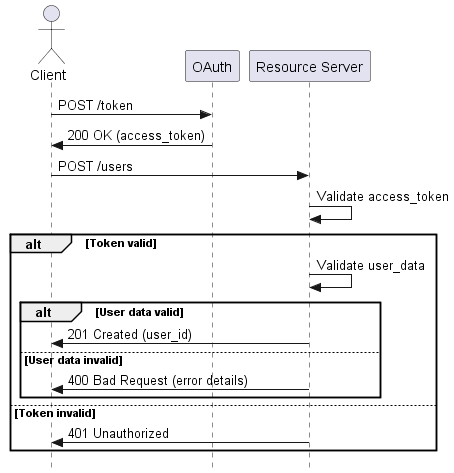 Client
OAuth
Resource Server
POST /token
200 OK (access_token)
POST /users
Validate access_token
alt
[Token valid]
Validate user_data
alt
[User data valid]
201 Created (user_id)
[User data invalid]
400 Bad Request (error details)
[Token invalid]
401 Unauthorized